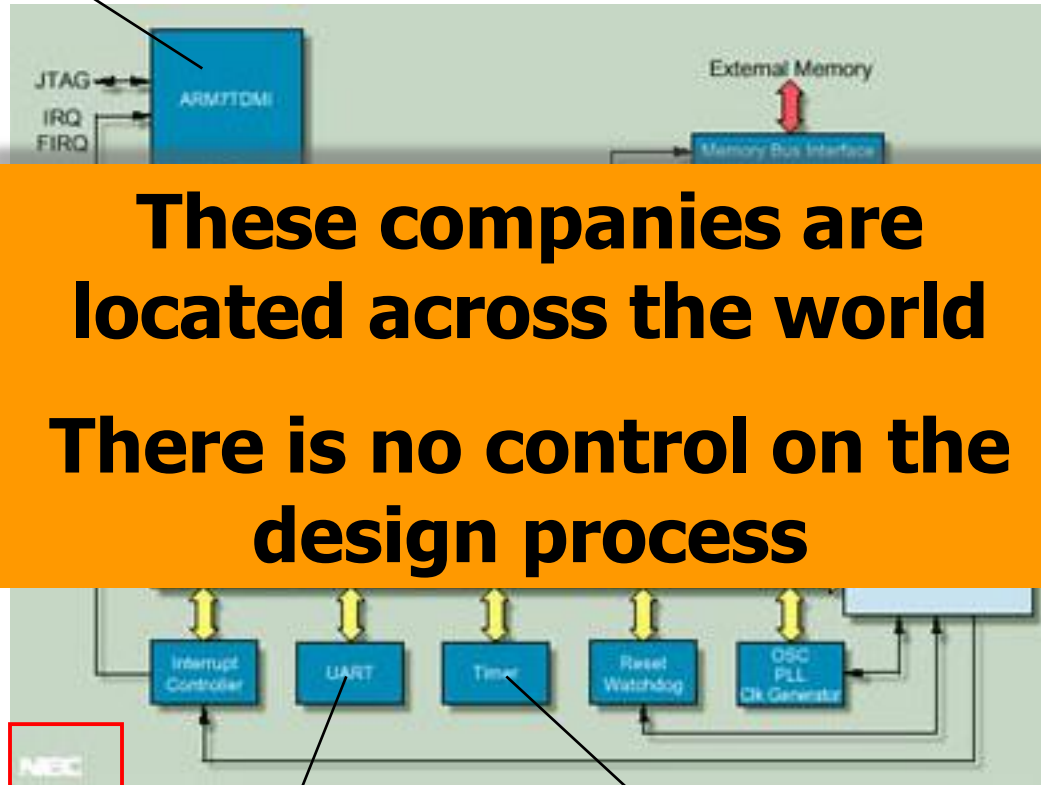 JTAG
ARM7TDMI
External Memory
IRQ
FIRQ
Memory Bus Interface
These companies are
located across the world
There is no control on the
design process
Interrupt
Controller
UART
Timer
Reset
Watchdog
OSC
PLL
Clk Generator
NEC